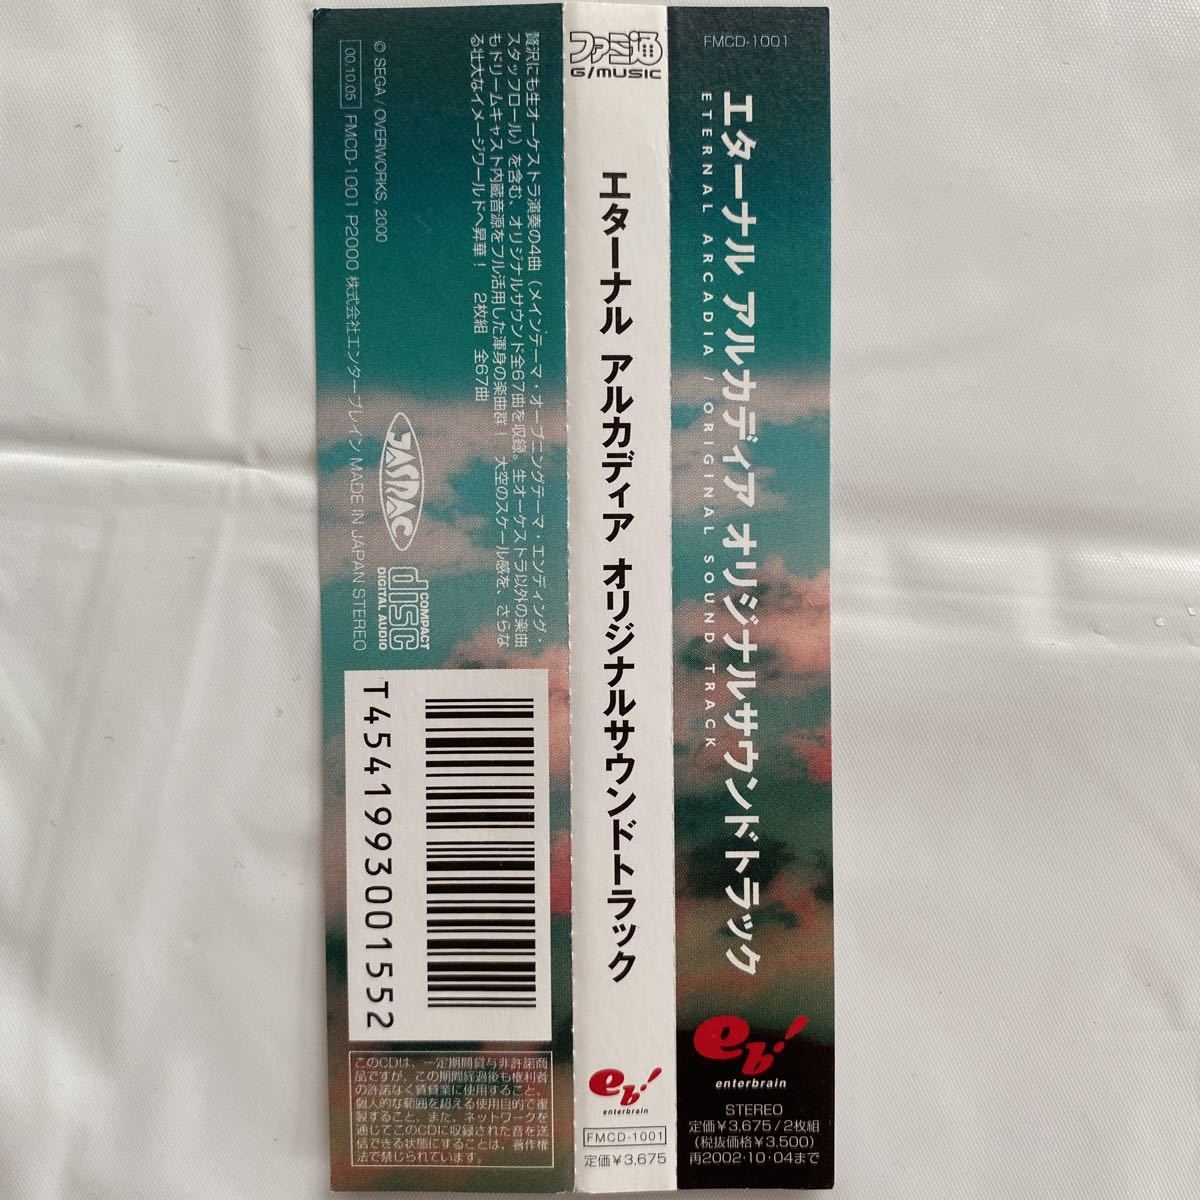 FMCD-1001
エターナル アルカディア オリジナルサウンドトラック
ETERNAL ARCADIA / ORIGINAL SOUND TRACK
eb!
enterbrain
STEREO
定価¥3,675/2枚組
(税抜価格¥3,500)
再2002・10・04まで
ファミ通
G/MUSIC
エターナル アルカディア オリジナルサウンドトラック
eb!
enterbrain
FMCD-1001
定価¥3,675
贅沢にも生オーケストラ演奏の4曲(メインテーマ・オープニングテーマ・エンディング・
スタッフロール)を含む、オリジナルサウンド全67曲を収録。生オーケストラ以外の楽曲
もドリームキャスト内蔵音源をフル活用した渾身の楽曲群! 大空のスケール感を、さらな
る壮大なイメージワールドへ昇華! 2枚組 全67曲
© SEGA / OVERWORKS, 2000
00.10.05 FMCD-1001 P2000 株式会社エンターブレイン MADE IN JAPAN STEREO
JASRAC
COMPACT
disc
DIGITAL AUDIO
T4541993001552
このCDは、一定期間貸与非許諾商
品ですが、この期間経過後も権利者
の許諾なく賃貸業に使用すること、
個人的な範囲を超える使用目的で複
製すること、また、ネットワークを
通じてこのCDに収録された音を送
信できる状態にすることは、著作権
法で禁じられています。